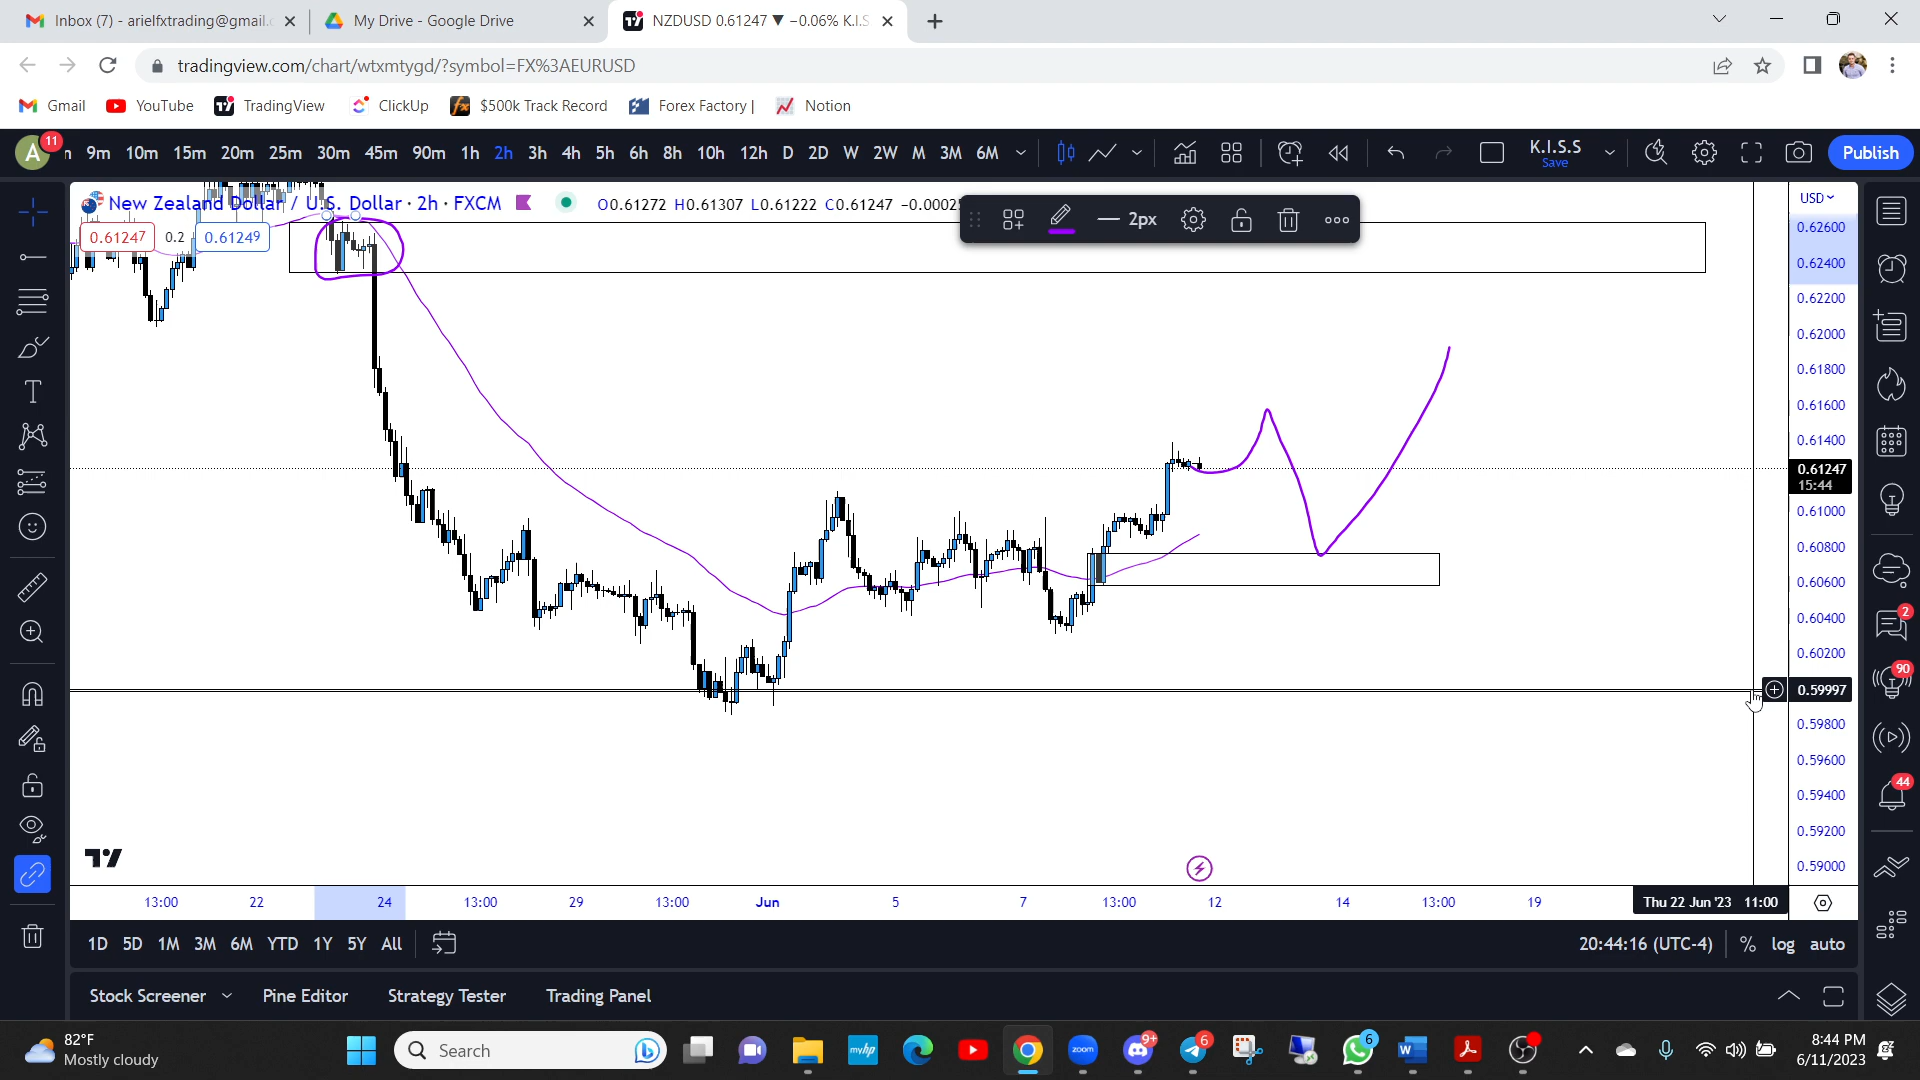 Inbox (7) - arielfxtrading@gmail.c
My Drive - Google Drive
NZDUSD 0.61247 ▼ −0.06% K.I.S
tradingview.com/chart/wtxmtygd/?symbol=FX%3AEURUSD
Gmail YouTube TradingView ClickUp $500k Track Record Forex Factory | Notion
A 11 9m 10m 15m 20m 25m 30m 45m 90m 1h 2h 3h 4h 5h 6h 8h 10h 12h D 2D W 2W M 3M 6M K.I.S.S Save Publish
New Zealand Dollar / U.S. Dollar · 2h · FXCM O0.61272 H0.61307 L0.61222 C0.61247
0.61247 0.2 0.61249
2px
USD
0.62600
0.62400
0.62200
0.62000
0.61800
0.61600
0.61400
0.61247
15:44
0.61000
0.60800
0.60600
0.60400
0.60200
0.59997
0.59800
0.59600
0.59400
0.59200
0.59000
2
90
44
13:00 22 24 13:00 29 13:00 Jun 5 7 13:00 12 14 13:00 19 Thu 22 Jun '23 11:00
1D 5D 1M 3M 6M YTD 1Y 5Y All 20:44:16 (UTC-4) % log auto
Stock Screener Pine Editor Strategy Tester Trading Panel
82°F
Mostly cloudy
Search
myhp
zoom
9+
6
6
8:44 PM
6/11/2023